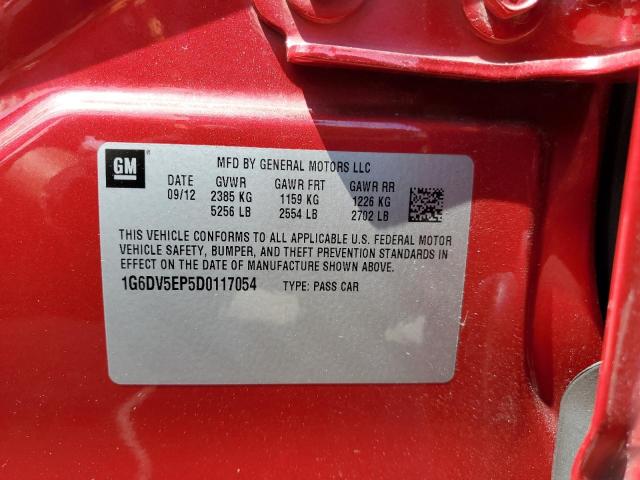 GM ® MFD BY GENERAL MOTORS LLC
DATE GVWR GAWR FRT GAWR RR
09/12 2385 KG 1159 KG 1226 KG
5256 LB 2554 LB 2702 LB
THIS VEHICLE CONFORMS TO ALL APPLICABLE U.S. FEDERAL MOTOR
VEHICLE SAFETY, BUMPER, AND THEFT PREVENTION STANDARDS IN
EFFECT ON THE DATE OF MANUFACTURE SHOWN ABOVE.
1G6DV5EP5D0117054 TYPE: PASS CAR